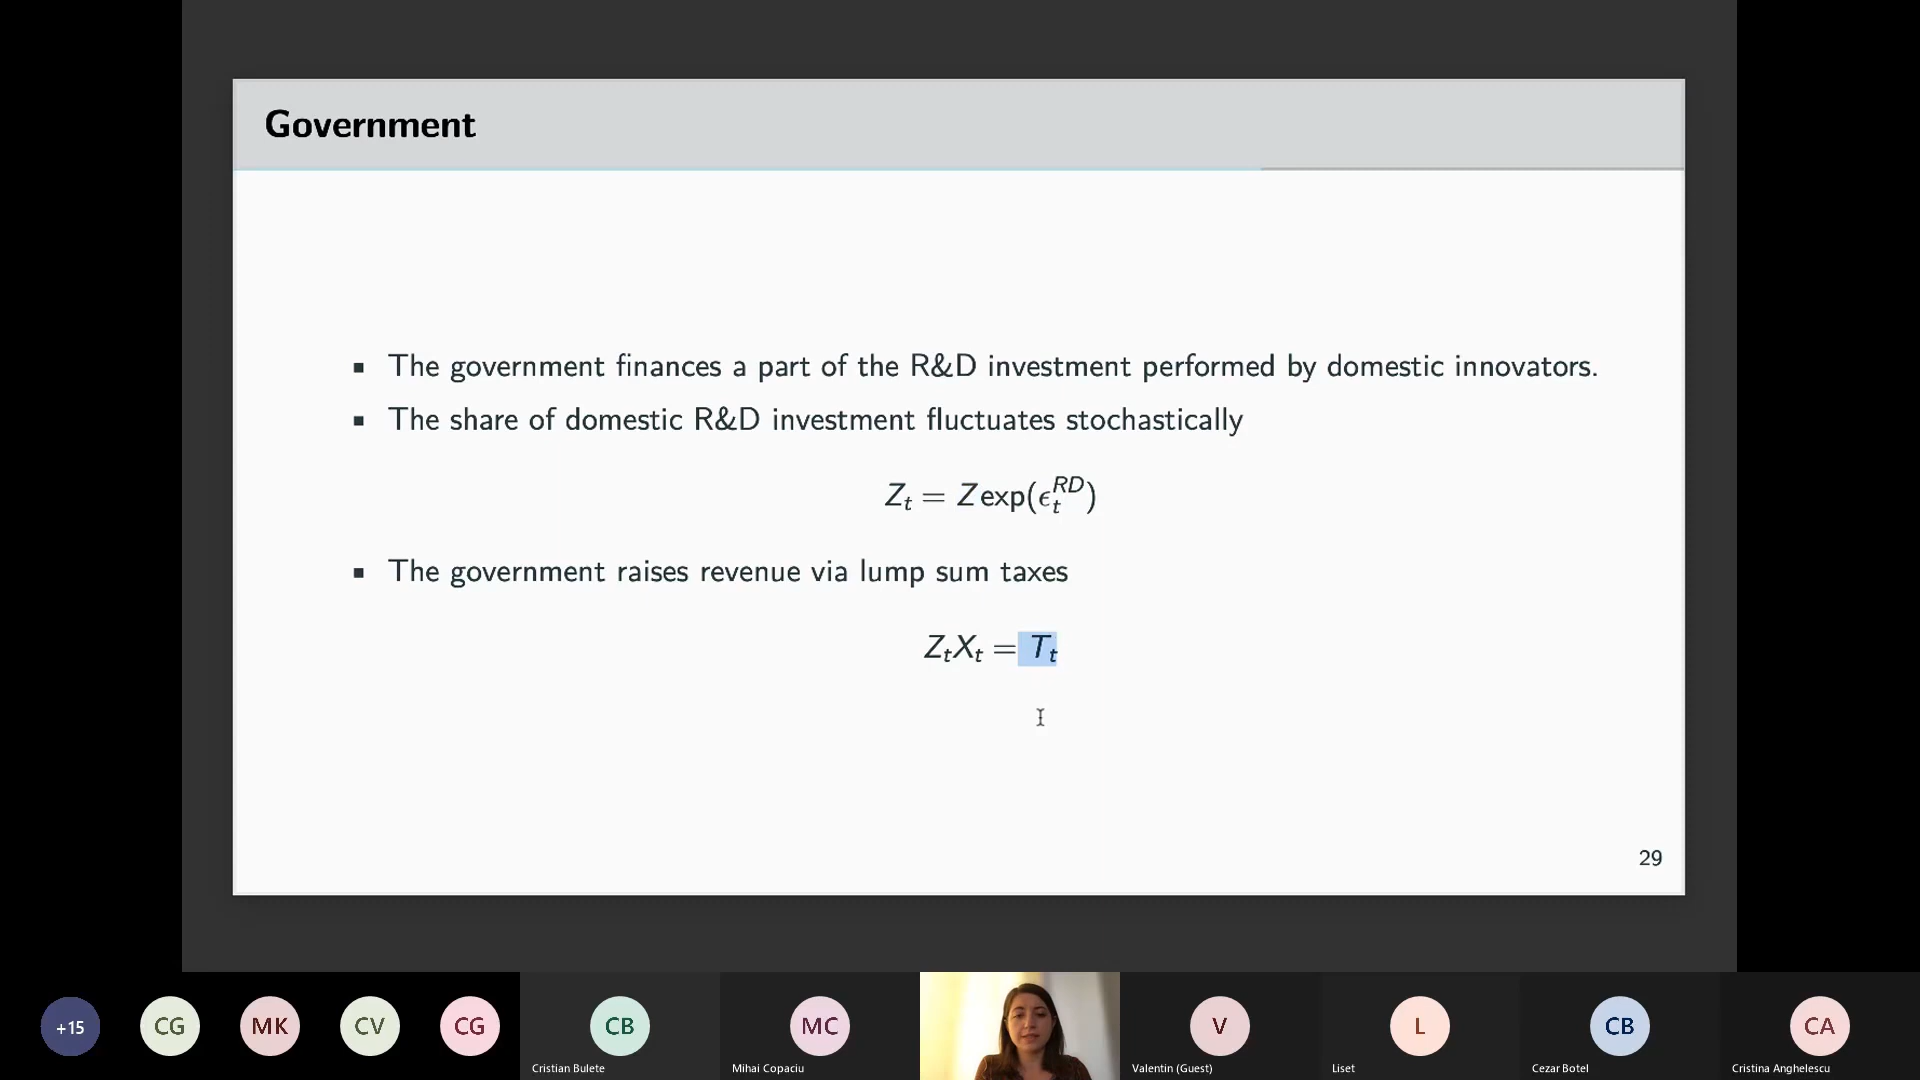 Government
▪ The government finances a part of the R&D investment performed by domestic innovators.
▪ The share of domestic R&D investment fluctuates stochastically
Z_t = Z exp(ϵ_t^{RD})
▪ The government raises revenue via lump sum taxes
Z_tX_t = T_t
29
+15 CG MK CV CG CB MC V L CB CA
Cristian Bulete Mihai Copaciu Valentin (Guest) Liset Cezar Botel Cristina Anghelescu